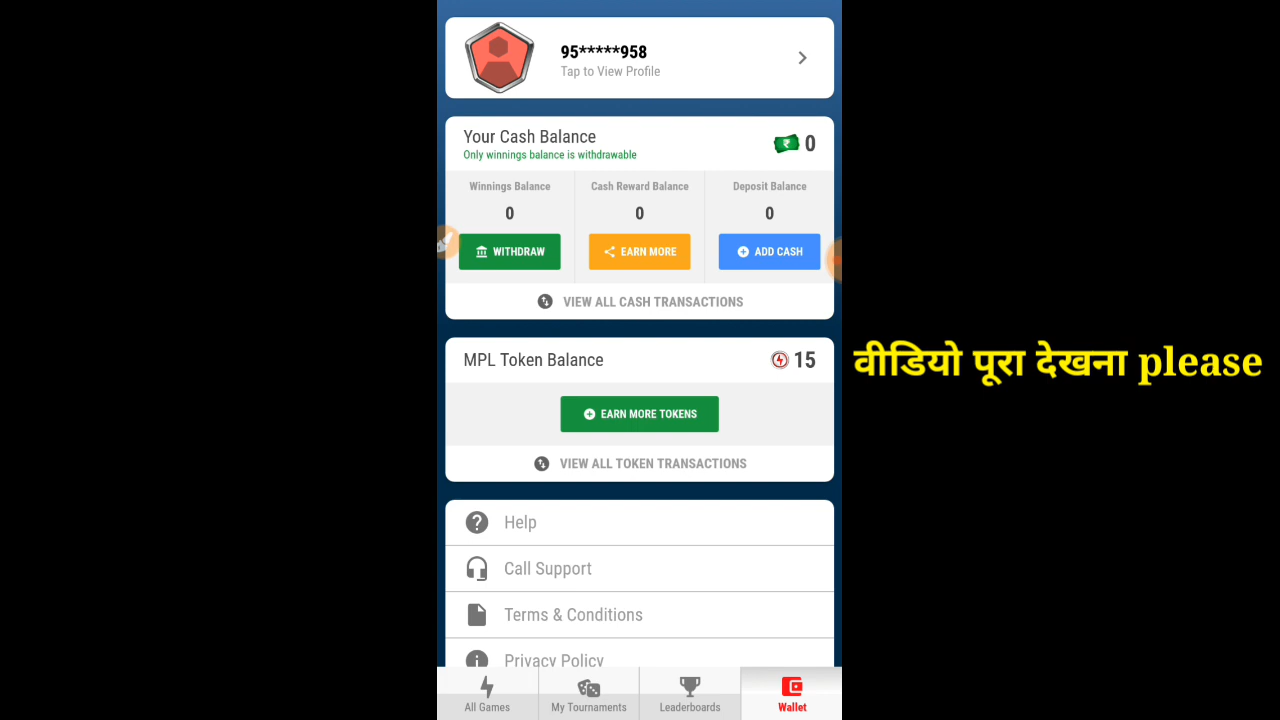 95*****958
Tap to View Profile
Your Cash Balance
Only winnings balance is withdrawable
0
Winnings Balance
0
WITHDRAW
Cash Reward Balance
0
EARN MORE
Deposit Balance
0
ADD CASH
VIEW ALL CASH TRANSACTIONS
MPL Token Balance
15
EARN MORE TOKENS
VIEW ALL TOKEN TRANSACTIONS
Help
Call Support
Terms & Conditions
Privacy Policy
All Games
My Tournaments
Leaderboards
Wallet
वीडियो पूरा देखना please